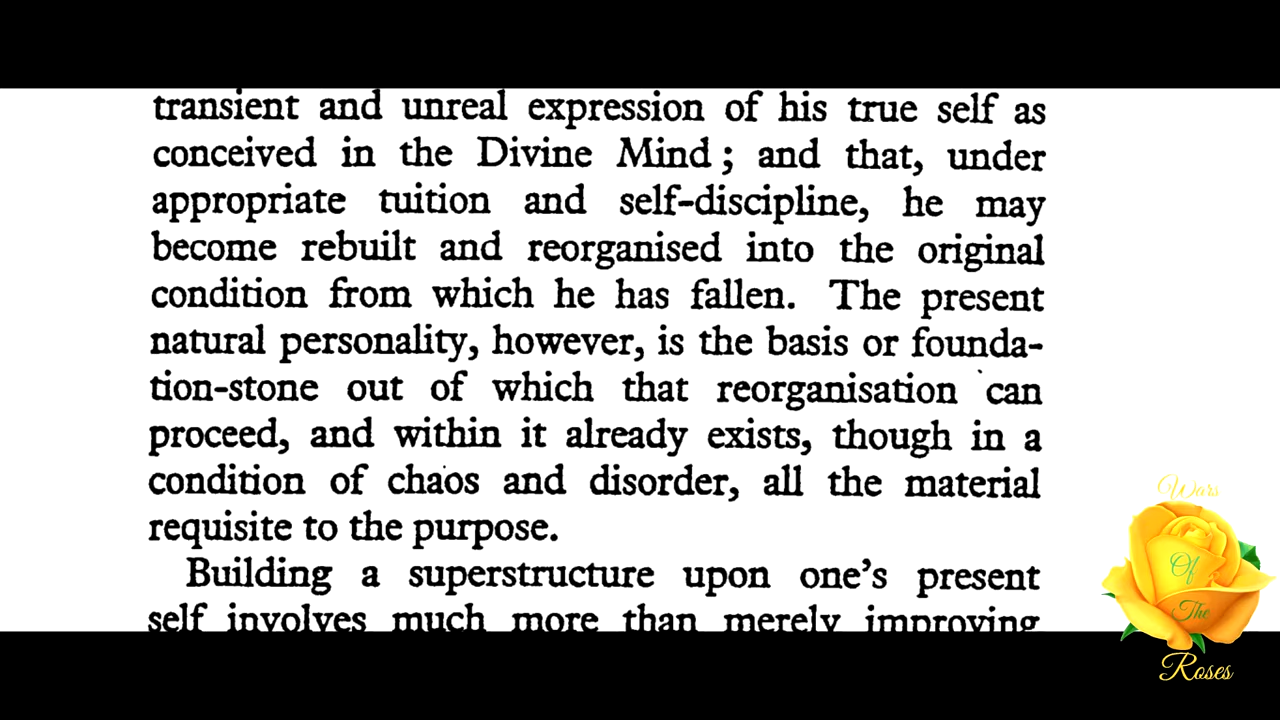 transient and unreal expression of his true self as
conceived in the Divine Mind ; and that, under
appropriate tuition and self-discipline, he may
become rebuilt and reorganised into the original
condition from which he has fallen. The present
natural personality, however, is the basis or founda-
tion-stone out of which that reorganisation can
proceed, and within it already exists, though in a
condition of chaos and disorder, all the material
requisite to the purpose.
Building a superstructure upon one's present
self involves much more than merely improving
Wars
Of
The
Roses